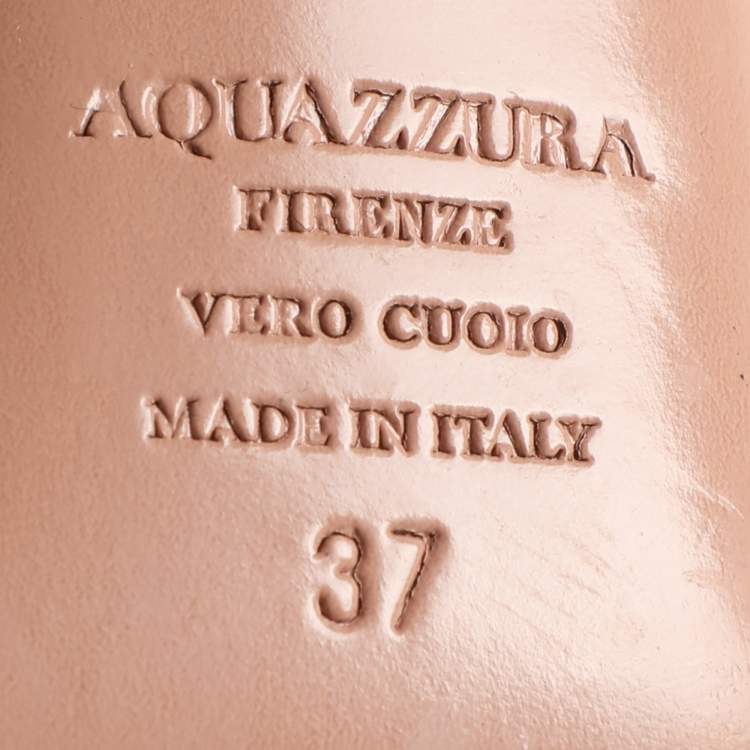 AQUAZZURA
FIRENZE
VERO CUOIO
MADE IN ITALY
37